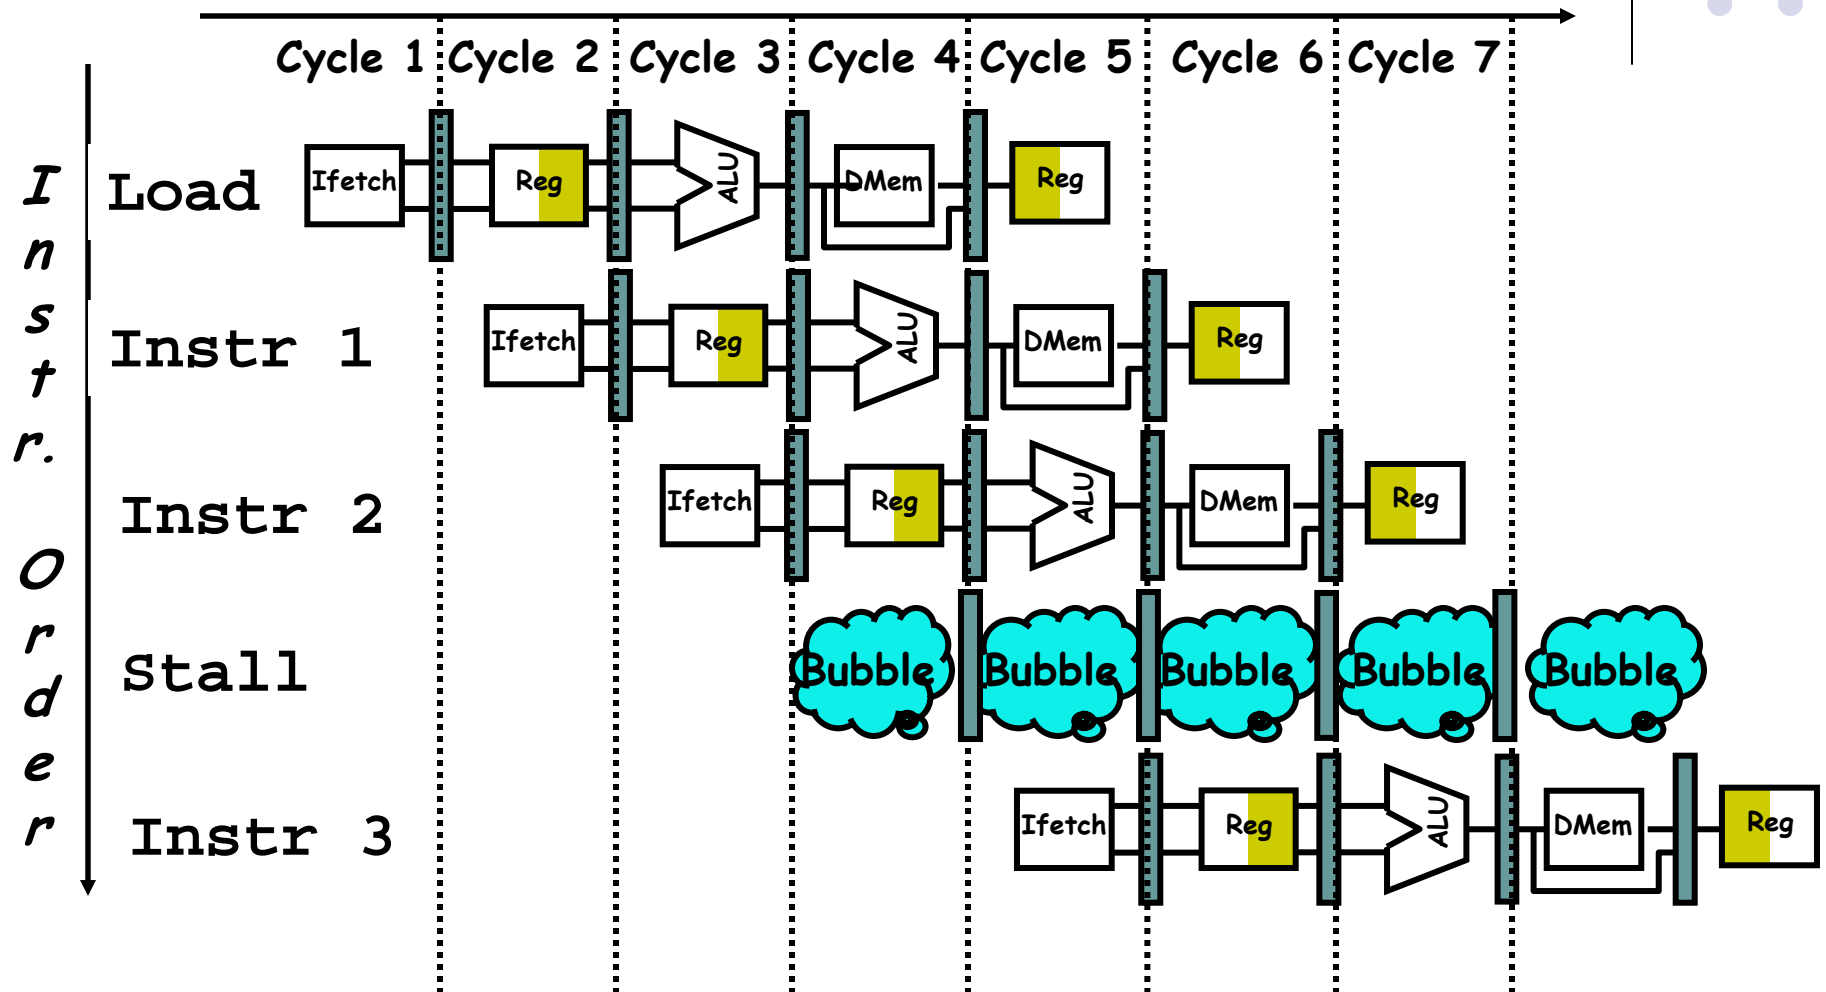 Cycle 1 Cycle 2 Cycle 3 Cycle 4 Cycle 5 Cycle 6 Cycle 7
Instr. Order
Load Ifetch Reg ALU DMem Reg
Instr 1 Ifetch Reg ALU DMem Reg
Instr 2 Ifetch Reg ALU DMem Reg
Stall Bubble Bubble Bubble Bubble Bubble
Instr 3 Ifetch Reg ALU DMem Reg